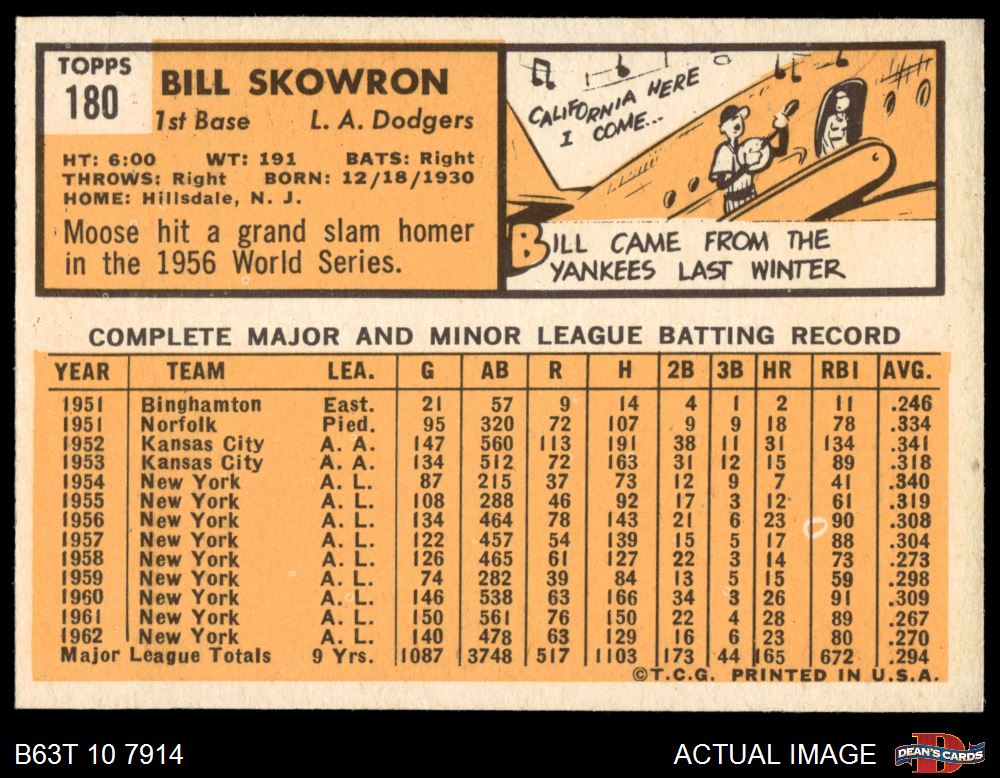 TOPPS
180
BILL SKOWRON
1st Base L. A. Dodgers
HT: 6:00 WT: 191 BATS: Right
THROWS: Right BORN: 12/18/1930
HOME: Hillsdale, N. J.
Moose hit a grand slam homer
in the 1956 World Series.
CALIFORNIA HERE
I COME...
BILL CAME FROM THE
YANKEES LAST WINTER
COMPLETE MAJOR AND MINOR LEAGUE BATTING RECORD
YEAR TEAM LEA. G AB R H 2B 3B HR RBI AVG.
1951 Binghamton East. 21 57 9 14 4 1 2 11 .246
1951 Norfolk Pied. 95 320 72 107 9 9 18 78 .334
1952 Kansas City A. A. 147 560 113 191 38 11 31 134 .341
1953 Kansas City A. A. 134 512 72 163 31 12 15 89 .318
1954 New York A. L. 87 215 37 73 12 9 7 41 .340
1955 New York A. L. 108 288 46 92 17 3 12 61 .319
1956 New York A. L. 134 464 78 143 21 6 23 90 .308
1957 New York A. L. 122 457 54 139 15 5 17 88 .304
1958 New York A. L. 126 465 61 127 22 3 14 73 .273
1959 New York A. L. 74 282 39 84 13 5 15 59 .298
1960 New York A. L. 146 538 63 166 34 3 26 91 .309
1961 New York A. L. 150 561 76 150 22 4 28 89 .267
1962 New York A. L. 140 478 63 129 16 6 23 80 .270
Major League Totals 9 Yrs. 1087 3748 517 1103 173 44 165 672 .294
©T.C.G. PRINTED IN U.S.A.
B63T 10 7914 ACTUAL IMAGE
D
DEAN'S CARDS